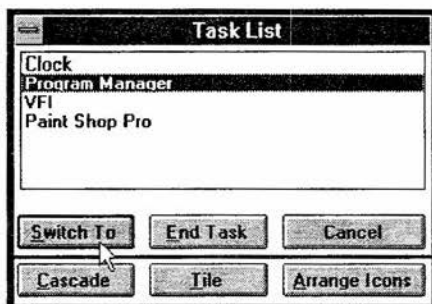 Task List
Clock
Program Manager
VFI
Paint Shop Pro
Switch To
End Task
Cancel
Cascade
Tile
Arrange Icons